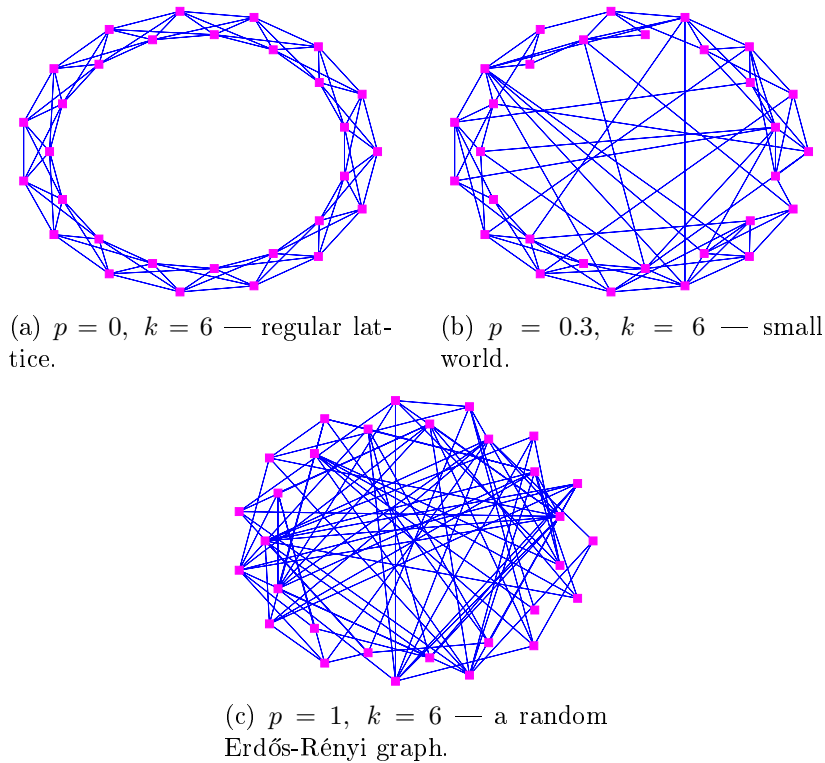 (a) p = 0, k = 6 — regular lat-
tice.
(b) p = 0.3, k = 6 — small
world.
(c) p = 1, k = 6 — a random
Erdős-Rényi graph.